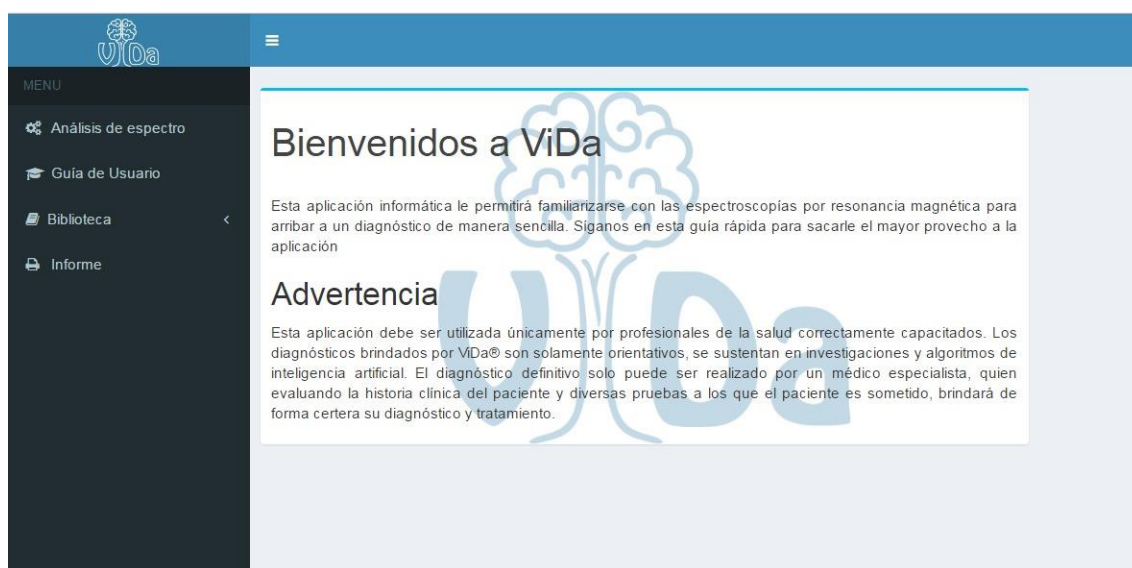 ViDa
MENU
Análisis de espectro
Guía de Usuario
Biblioteca
Informe
Bienvenidos a ViDa
Esta aplicación informática le permitirá familiarizarse con las espectroscopías por resonancia magnética para
arribar a un diagnóstico de manera sencilla. Síganos en esta guía rápida para sacarle el mayor provecho a la
aplicación
Advertencia
Esta aplicación debe ser utilizada únicamente por profesionales de la salud correctamente capacitados. Los
diagnósticos brindados por ViDa® son solamente orientativos, se sustentan en investigaciones y algoritmos de
inteligencia artificial. El diagnóstico definitivo solo puede ser realizado por un médico especialista, quien
evaluando la historia clínica del paciente y diversas pruebas a los que el paciente es sometido, brindará de
forma certera su diagnóstico y tratamiento.
ViDa